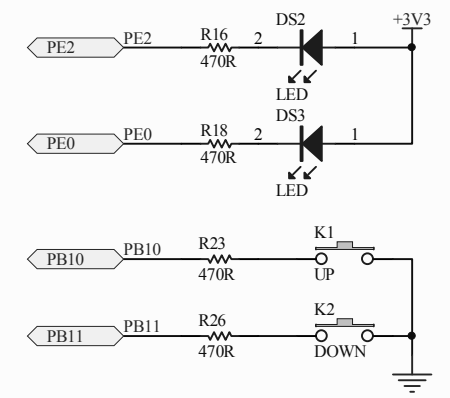 DS2
+3V3
PE2 PE2 R16 2 1
470R
LED
DS3
PE0 PE0 R18 2 1
470R
LED
K1
PB10 PB10 R23
470R UP
K2
PB11 PB11 R26
470R DOWN